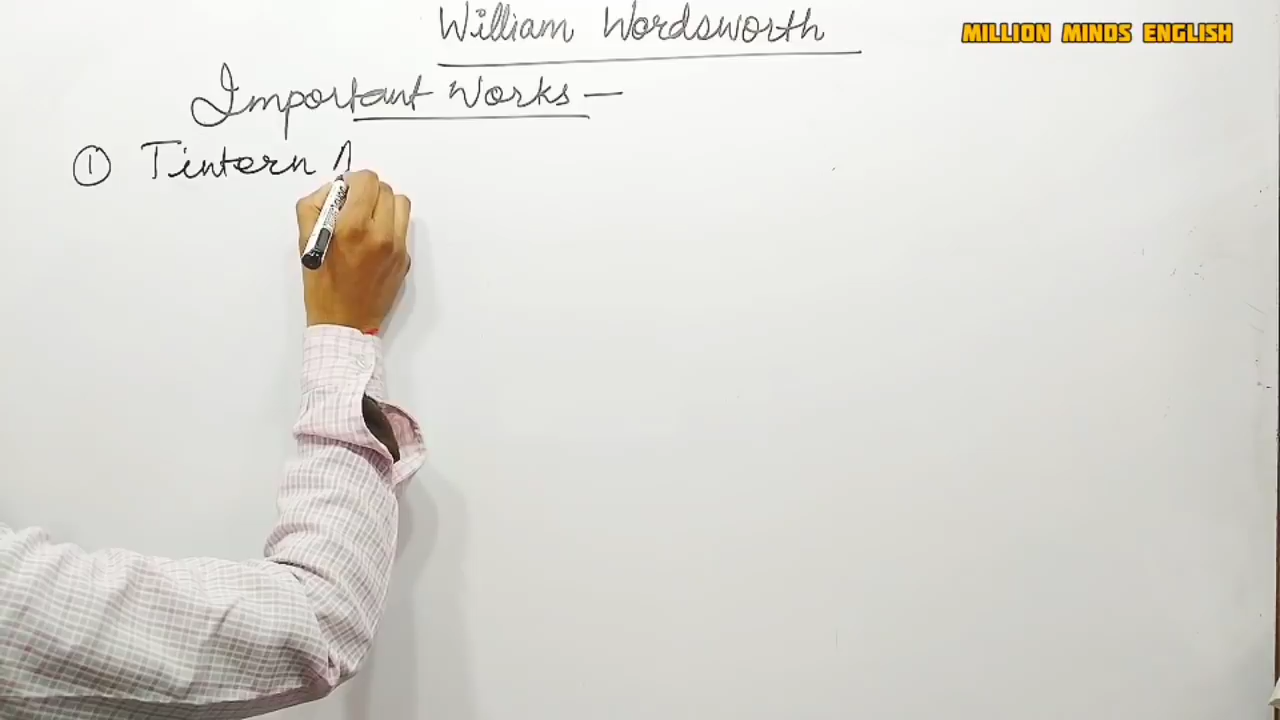 William Wordsworth
MILLION MINDS ENGLISH
Important Works —
① Tintern A